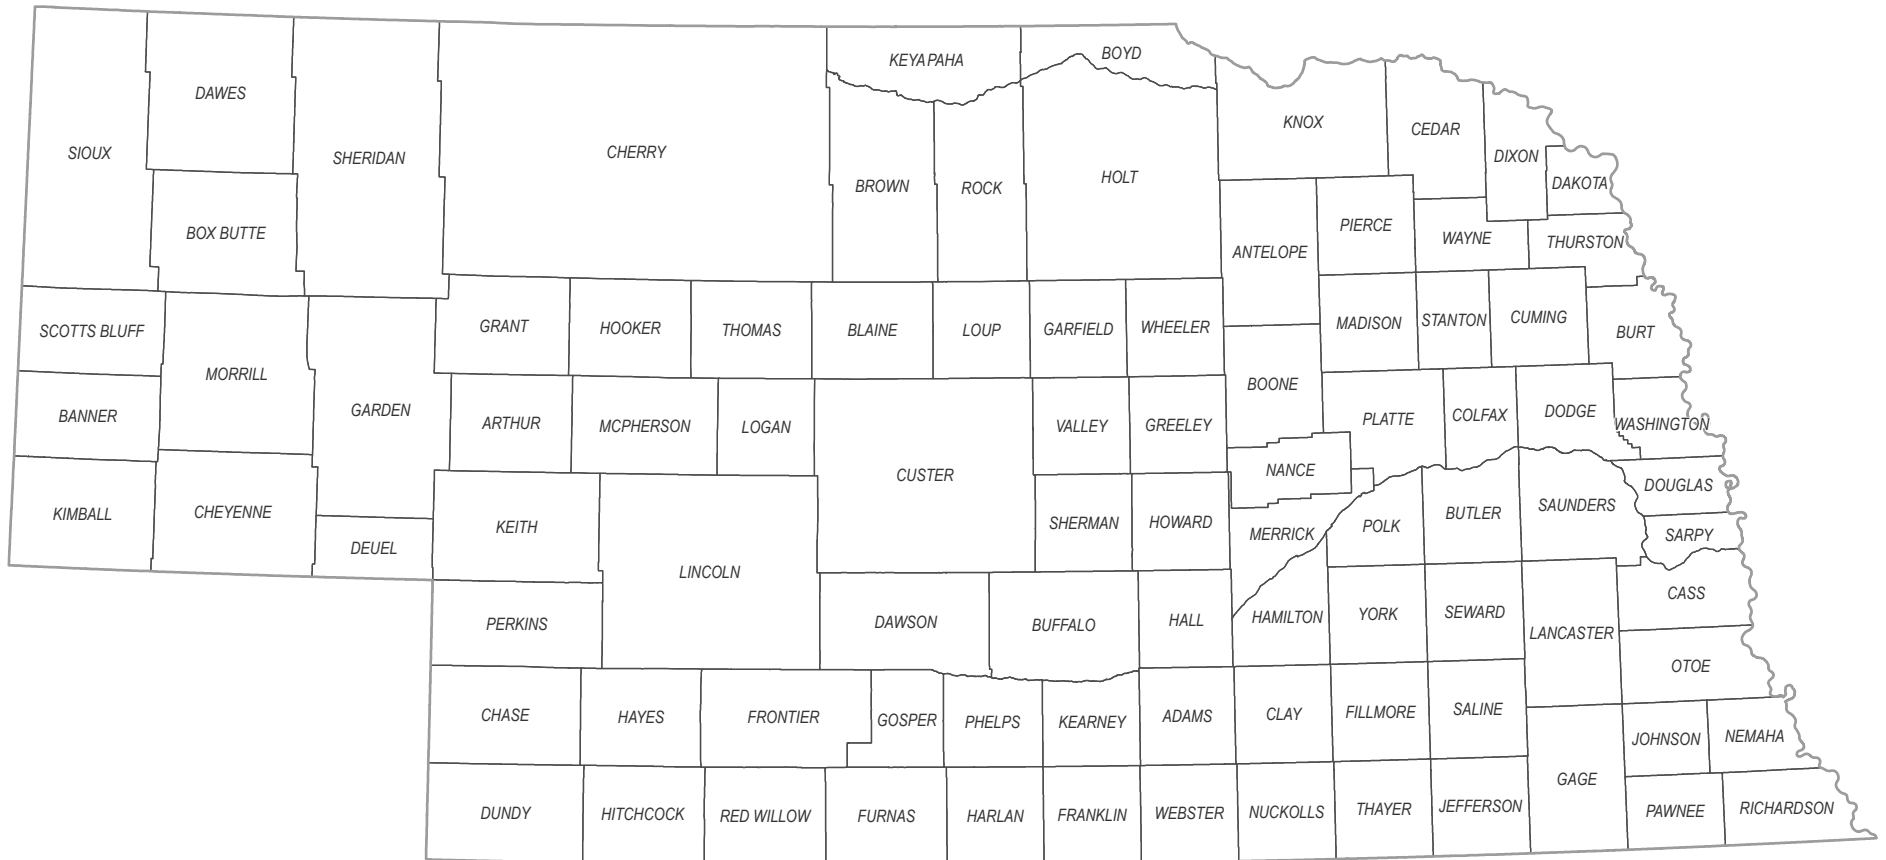 BOYD
KEYAPAHA
DAWES
KNOX
CEDAR
SIOUX
SHERIDAN
CHERRY
DIXON
HOLT
BROWN
ROCK
DAKOTA
PIERCE
BOX BUTTE
WAYNE
THURSTON
ANTELOPE
SCOTTS BLUFF
GRANT
HOOKER
THOMAS
BLAINE
LOUP
GARFIELD
WHEELER
MADISON
STANTON
CUMING
BURT
MORRILL
BOONE
BANNER
GARDEN
ARTHUR
MCPHERSON
LOGAN
VALLEY
GREELEY
PLATTE
COLFAX
DODGE
WASHINGTON
CUSTER
NANCE
DOUGLAS
KIMBALL
CHEYENNE
KEITH
SHERMAN
HOWARD
MERRICK
POLK
BUTLER
SAUNDERS
SARPY
DEUEL
LINCOLN
CASS
PERKINS
DAWSON
BUFFALO
HALL
HAMILTON
YORK
SEWARD
LANCASTER
OTOE
CHASE
HAYES
FRONTIER
GOSPER
PHELPS
KEARNEY
ADAMS
CLAY
FILLMORE
SALINE
JOHNSON
NEMAHA
GAGE
DUNDY
HITCHCOCK
RED WILLOW
FURNAS
HARLAN
FRANKLIN
WEBSTER
NUCKOLLS
THAYER
JEFFERSON
PAWNEE
RICHARDSON